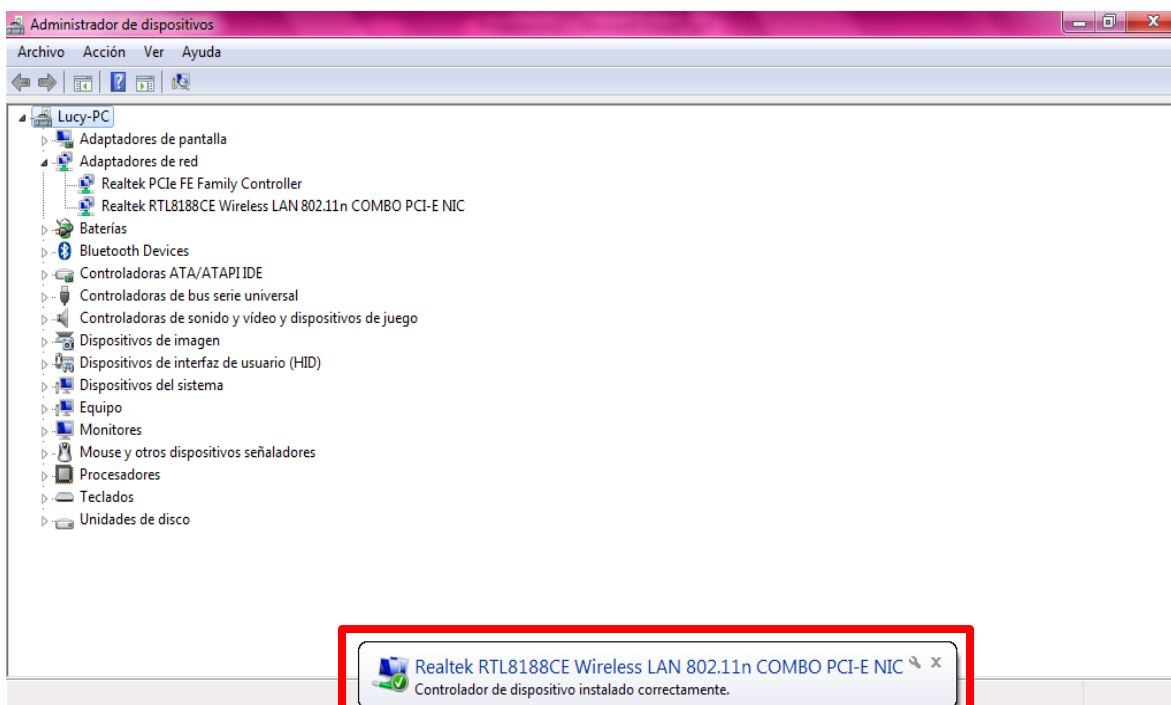 Administrador de dispositivos
Archivo Acción Ver Ayuda
Lucy-PC
Adaptadores de pantalla
Adaptadores de red
Realtek PCIe FE Family Controller
Realtek RTL8188CE Wireless LAN 802.11n COMBO PCI-E NIC
Baterías
Bluetooth Devices
Controladoras ATA/ATAPI IDE
Controladoras de bus serie universal
Controladoras de sonido y vídeo y dispositivos de juego
Dispositivos de imagen
Dispositivos de interfaz de usuario (HID)
Dispositivos del sistema
Equipo
Monitores
Mouse y otros dispositivos señaladores
Procesadores
Teclados
Unidades de disco
Realtek RTL8188CE Wireless LAN 802.11n COMBO PCI-E NIC
Controlador de dispositivo instalado correctamente.